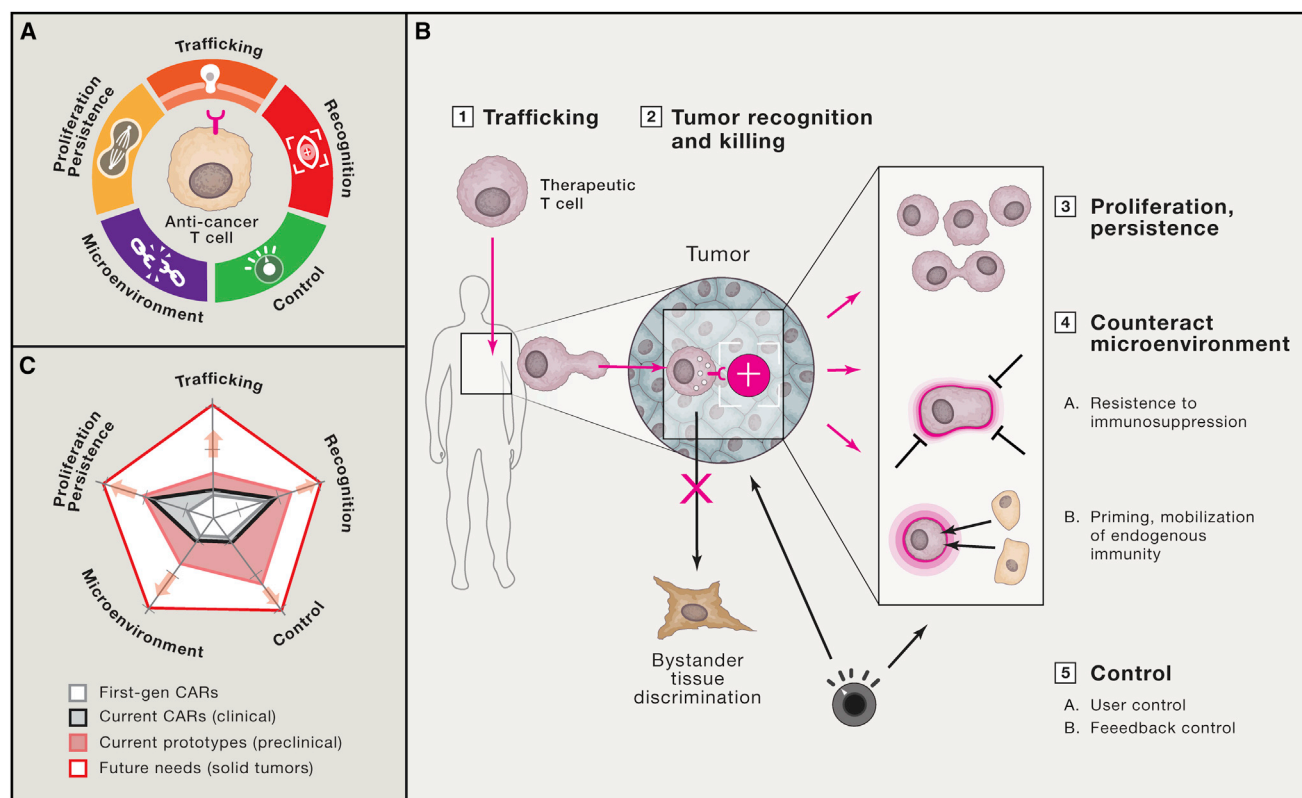 A
Trafficking
Recognition
Control
Microenvironment
Proliferation
Persistence
Anti-cancer
T cell
B
1 Trafficking
2 Tumor recognition
and killing
Therapeutic
T cell
Tumor
Bystander
tissue
discrimination
3 Proliferation,
persistence
4 Counteract
microenvironment
A. Resistence to
immunosuppression
B. Priming, mobilization
of endogenous
immunity
5 Control
A. User control
B. Feeedback control
C
Trafficking
Recognition
Control
Microenvironment
Proliferation
Persistence
First-gen CARs
Current CARs (clinical)
Current prototypes (preclinical)
Future needs (solid tumors)